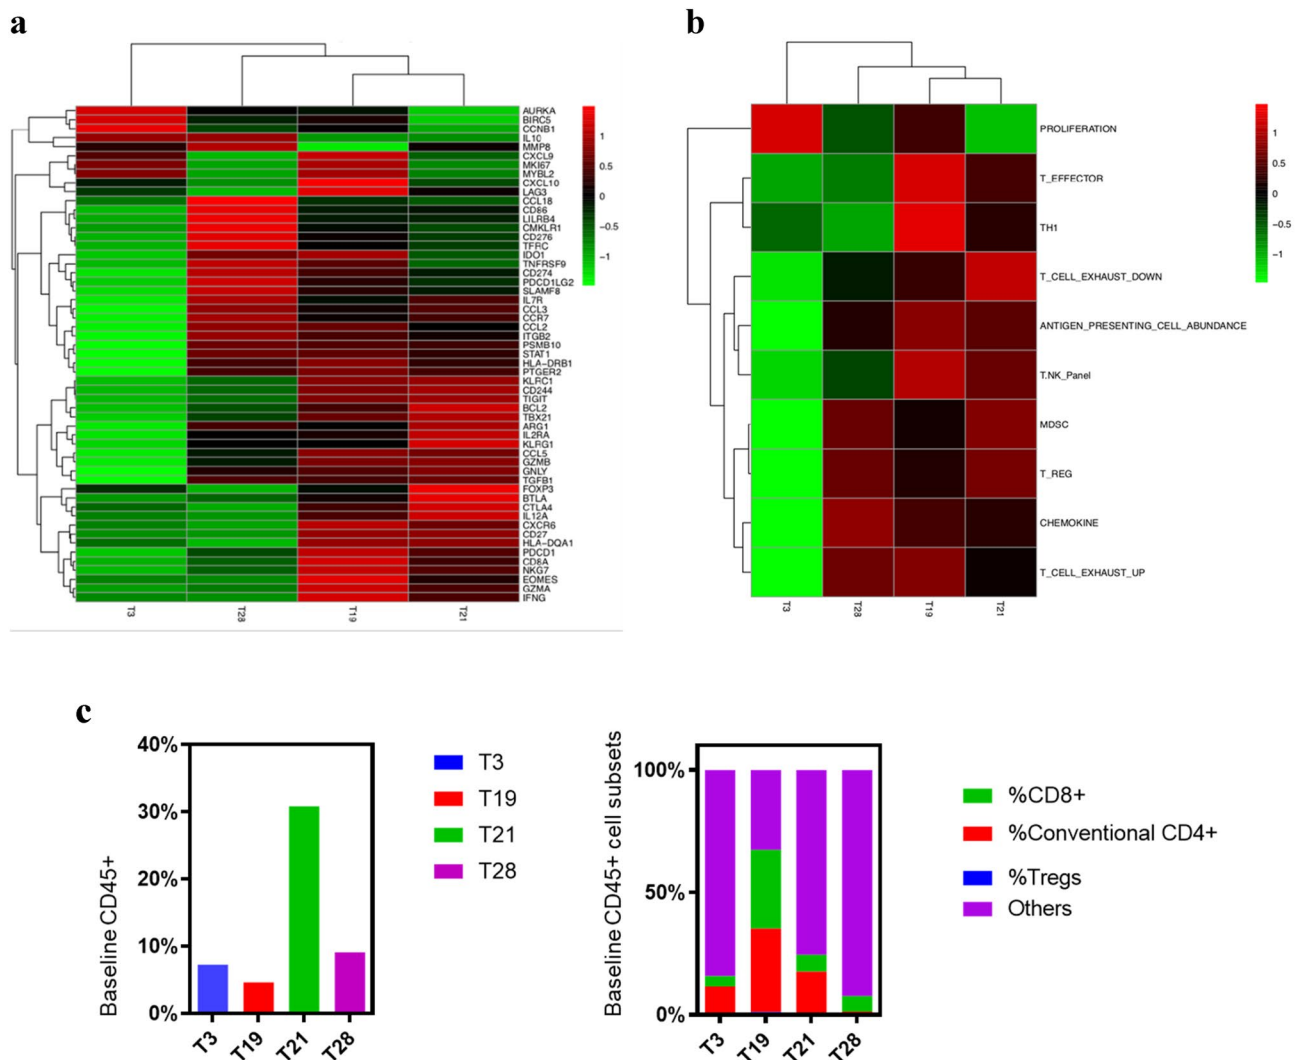 a
AURKA
BIRC5
CCNB1
IL10
MMP8
CXCL9
MKI67
MYBL2
CXCL10
LAG3
CCL18
CD86
LILRB4
CMKLR1
CD276
TFRC
IDO1
TNFRSF9
CD274
PDCD1LG2
SLAMF8
IL7R
CCL3
CCR7
CCL2
ITGB2
PSMB10
STAT1
HLA-DRB1
PTGER2
KLRC1
CD244
TIGIT
BCL2
TBX21
ARG1
IL2RA
KLRG1
CCL5
GZMB
GNLY
TGFB1
FOXP3
BTLA
CTLA4
IL12A
CXCR6
CD27
HLA-DQA1
PDCD1
CD8A
NKG7
EOMES
GZMA
IFNG
T3 T28 T19 T21
1
0.5
0
-0.5
-1
b
PROLIFERATION
T_EFFECTOR
TH1
T_CELL_EXHAUST_DOWN
ANTIGEN_PRESENTING_CELL_ABUNDANCE
T.NK_Panel
MDSC
T_REG
CHEMOKINE
T_CELL_EXHAUST_UP
T3 T28 T19 T21
1
0.5
0
-0.5
-1
c
Baseline CD45+
40%
30%
20%
10%
0%
T3 T19 T21 T28
T3
T19
T21
T28
Baseline CD45+ cell subsets
100%
50%
0%
T3 T19 T21 T28
%CD8+
%Conventional CD4+
%Tregs
Others